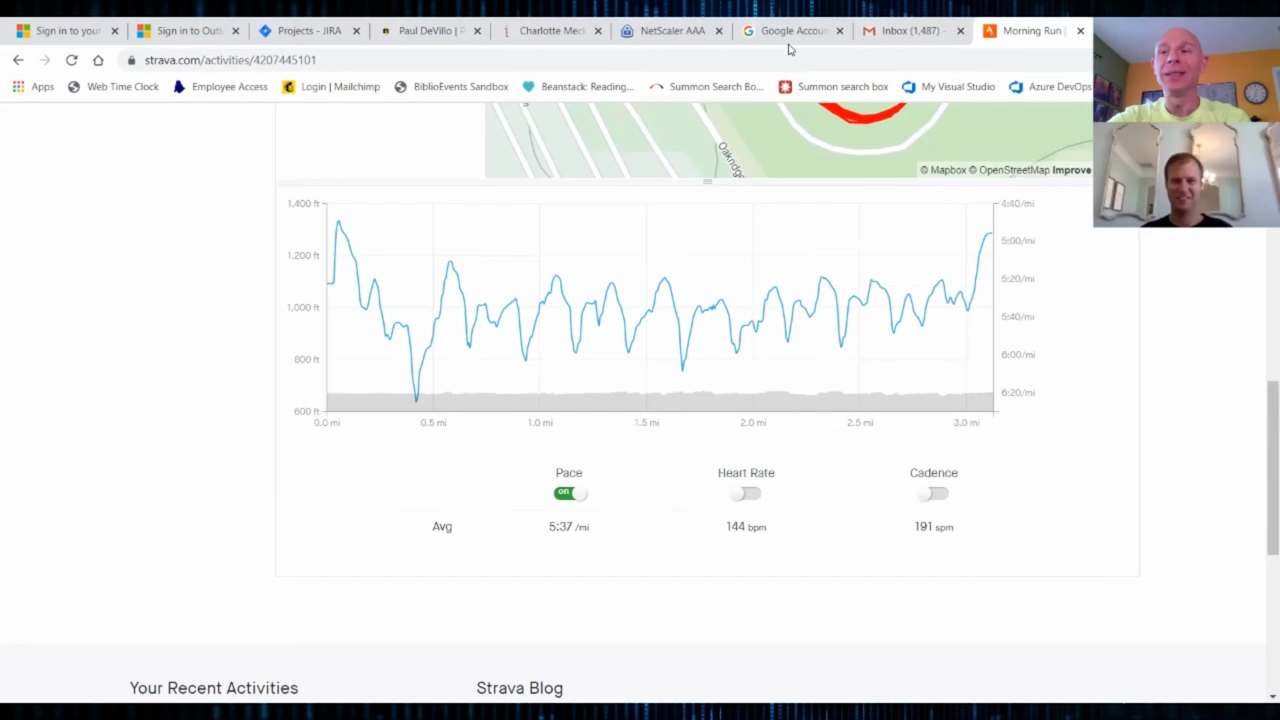 Sign in to your
Sign in to Outl
Projects - JIRA
Paul DeVillo | R
Charlotte Meck
NetScaler AAA
Google Accoun
Inbox (1,487) -
Morning Run |
strava.com/activities/4207445101
Apps
Web Time Clock
Employee Access
Login | Mailchimp
BiblioEvents Sandbox
Beanstack: Reading...
Summon Search Bo...
Summon search box
My Visual Studio
Azure DevOps
Oakridge
© Mapbox © OpenStreetMap Improve
1,400 ft
4:40/mi
5:00/mi
1,200 ft
5:20/mi
1,000 ft
5:40/mi
800 ft
6:00/mi
6:20/mi
600 ft
0.0 mi 0.5 mi 1.0 mi 1.5 mi 2.0 mi 2.5 mi 3.0 mi
Pace Heart Rate Cadence
on
Avg 5:37 /mi 144 bpm 191 spm
Your Recent Activities Strava Blog